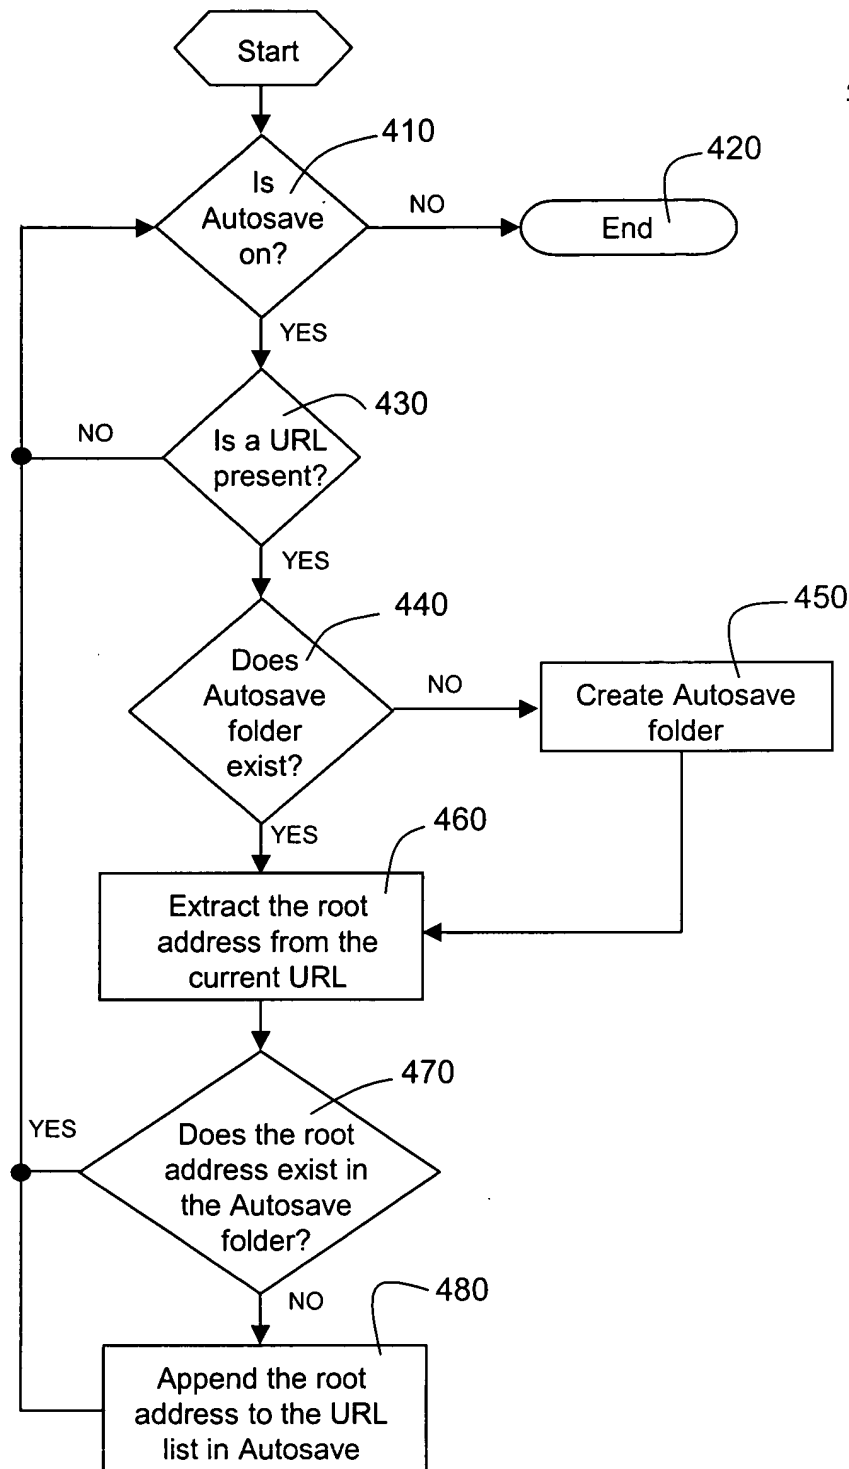 Start
410
Is
Autosave
on?
NO
420
End
YES
430
Is a URL
present?
NO
YES
440
Does
Autosave
folder
exist?
NO
450
Create Autosave
folder
YES
460
Extract the root
address from the
current URL
470
Does the root
address exist in
the Autosave
folder?
YES
NO
480
Append the root
address to the URL
list in Autosave